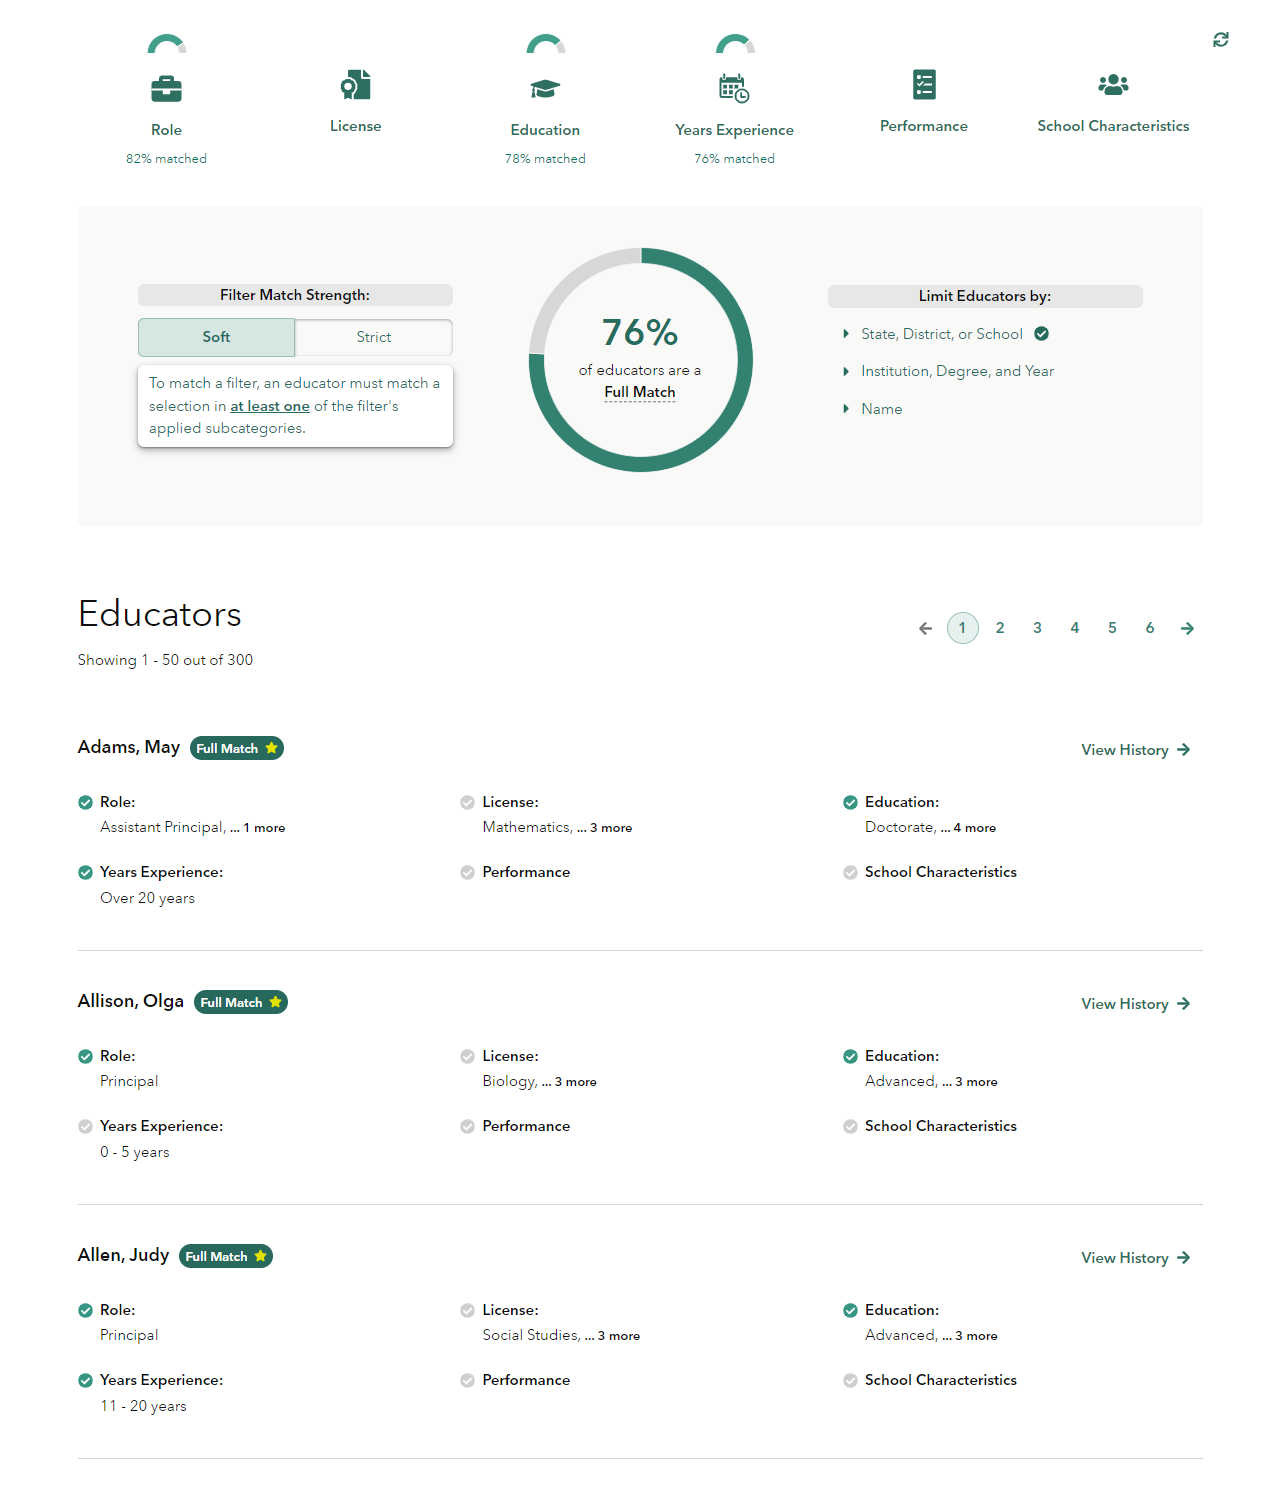 Role
82% matched
License
Education
78% matched
Years Experience
76% matched
Performance
School Characteristics
Filter Match Strength:
Soft
Strict
To match a filter, an educator must match a
selection in at least one of the filter's
applied subcategories.
76%
of educators are a
Full Match
Limit Educators by:
State, District, or School
Institution, Degree, and Year
Name
Educators
Showing 1 - 50 out of 300
1 2 3 4 5 6
Adams, May Full Match
View History
Role:
Assistant Principal, ... 1 more
License:
Mathematics, ... 3 more
Education:
Doctorate, ... 4 more
Years Experience:
Over 20 years
Performance
School Characteristics
Allison, Olga Full Match
View History
Role:
Principal
License:
Biology, ... 3 more
Education:
Advanced, ... 3 more
Years Experience:
0 - 5 years
Performance
School Characteristics
Allen, Judy Full Match
View History
Role:
Principal
License:
Social Studies, ... 3 more
Education:
Advanced, ... 3 more
Years Experience:
11 - 20 years
Performance
School Characteristics